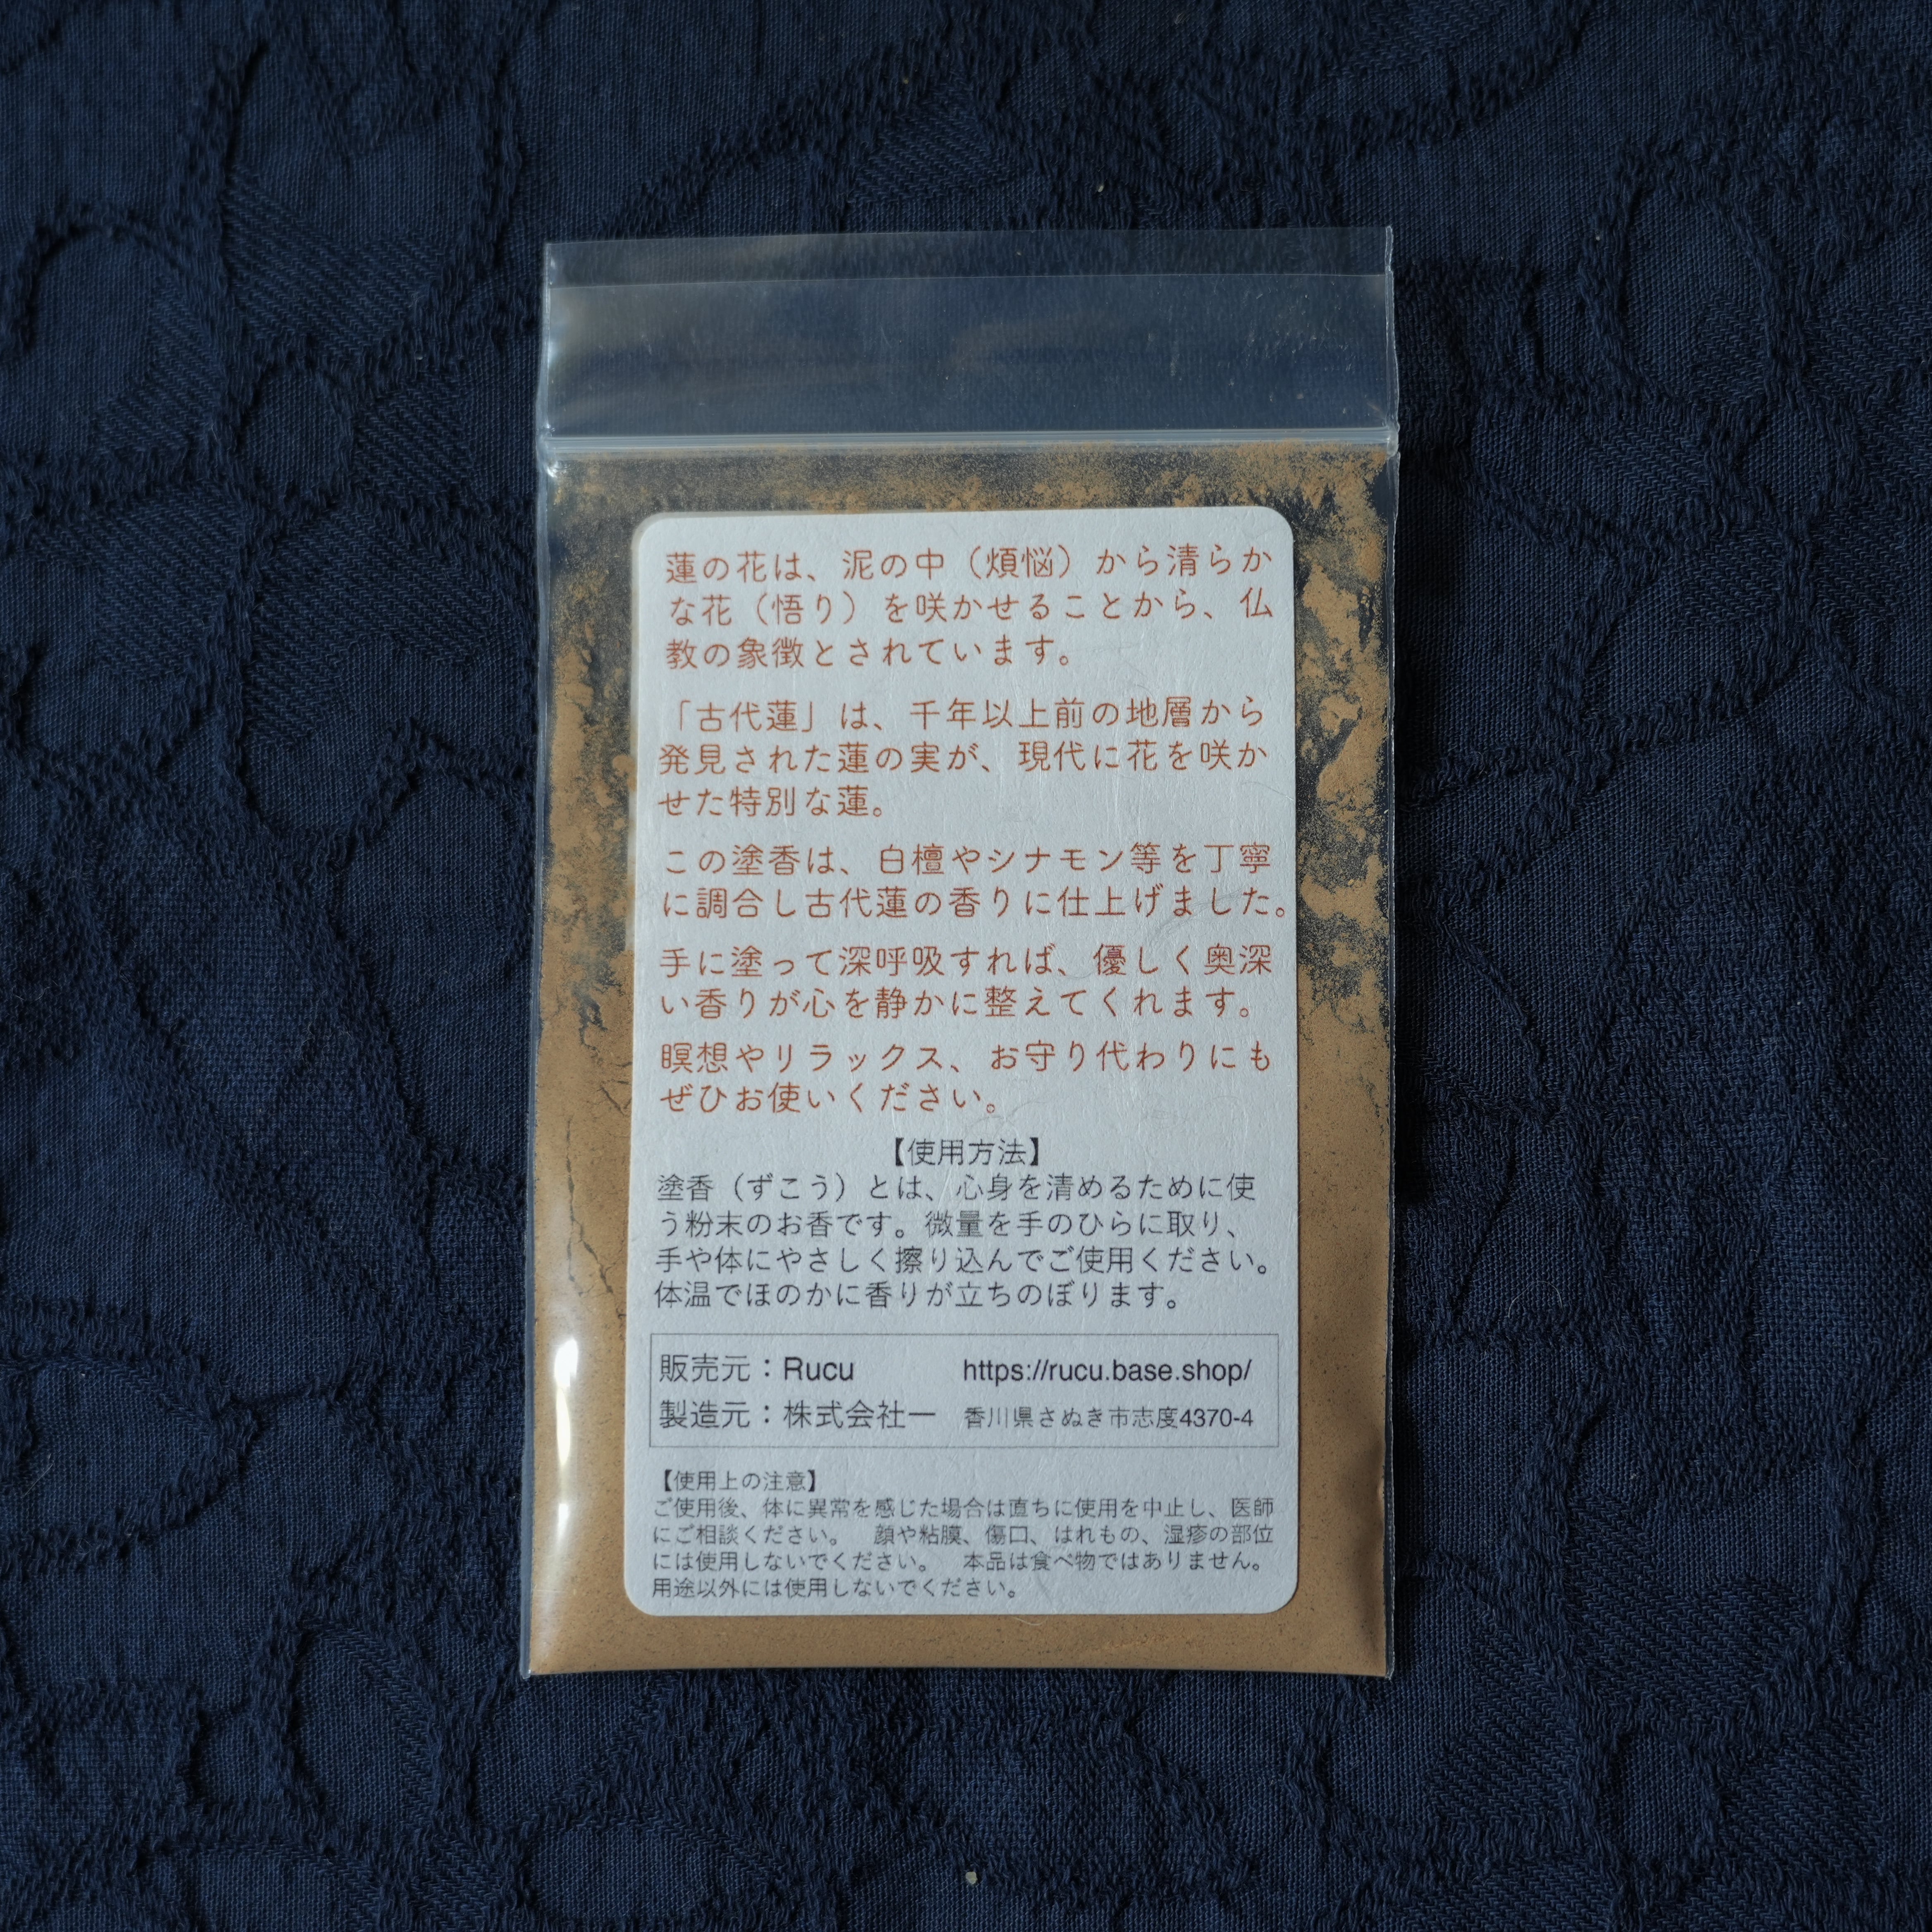 蓮の花は、泥の中（煩悩）から清らか
な花（悟り）を咲かせることから、仏
教の象徴とされています。
「古代蓮」は、千年以上前の地層から
発見された蓮の実が、現代に花を咲か
せた特別な蓮。
この塗香は、白檀やシナモン等を丁寧
に調合し古代蓮の香りに仕上げました。
手に塗って深呼吸すれば、優しく奥深
い香りが心を静かに整えてくれます。
瞑想やリラックス、お守り代わりにも
ぜひお使いください。
【使用方法】
塗香（ずこう）とは、心身を清めるために使
う粉末のお香です。微量を手のひらに取り、
手や体にやさしく擦り込んでご使用ください。
体温でほのかに香りが立ちのぼります。
販売元：Rucu　https://rucu.base.shop/
製造元：株式会社一　香川県さぬき市志度4370-4
【使用上の注意】
ご使用後、体に異常を感じた場合は直ちに使用を中止し、医師
にご相談ください。　顔や粘膜、傷口、はれもの、湿疹の部位
には使用しないでください。　本品は食べ物ではありません。
用途以外には使用しないでください。